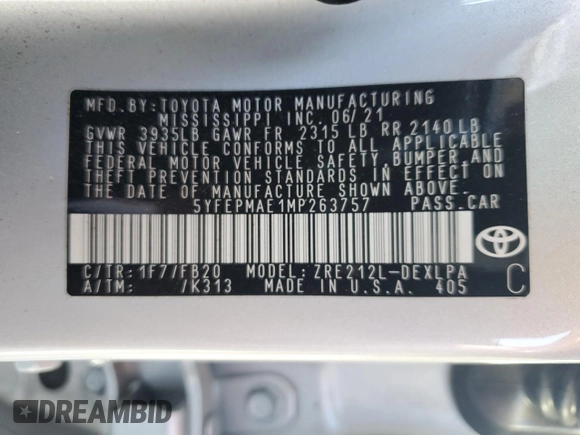 MFD.BY:TOYOTA MOTOR MANUFACTURING
MISSISSIPPI INC. 06/21
GVWR 3935LB GAWR FR 2315 LB RR 2140 LB
THIS VEHICLE CONFORMS TO ALL APPLICABLE
FEDERAL MOTOR VEHICLE SAFETY, BUMPER,AND
THEFT PREVENTION STANDARDS IN EFFECT ON
THE DATE OF MANUFACTURE SHOWN ABOVE.
5YFEPMAE1MP263757 PASS.CAR
C/TR:1F7/FB20 MODEL: ZRE212L-DEXLPA
A/TM: /K313 MADE IN U.S.A. 405 C
DREAMBID